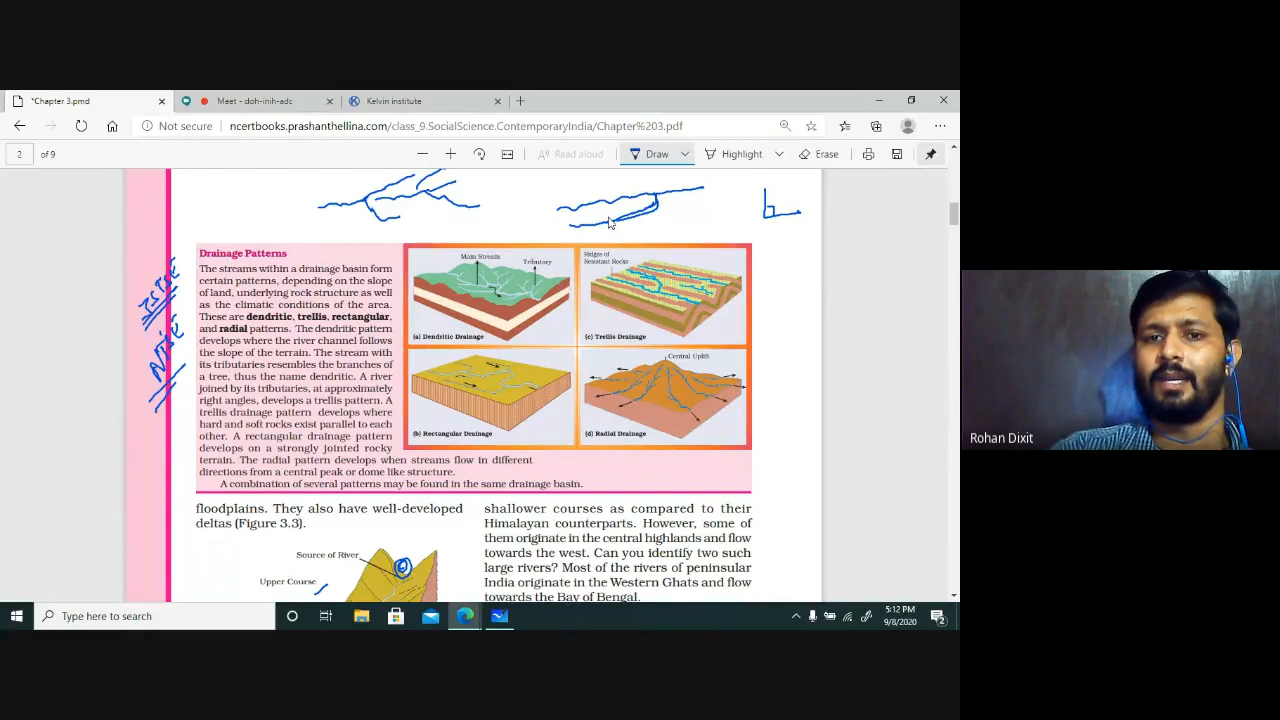 *Chapter 3.pmd
Meet - doh-inih-adc
Kelvin institute
Not secure
ncertbooks.prashanthellina.com/class_9.SocialScience.ContemporaryIndia/Chapter%203.pdf
2 of 9
Read aloud
Draw
Highlight
Erase
Drainage Patterns
The streams within a drainage basin form
certain patterns, depending on the slope
of land, underlying rock structure as well
as the climatic conditions of the area.
These are dendritic, trellis, rectangular,
and radial patterns. The dendritic pattern
develops where the river channel follows
the slope of the terrain. The stream with
its tributaries resembles the branches of
a tree, thus the name dendritic. A river
joined by its tributaries, at approximately
right angles, develops a trellis pattern. A
trellis drainage pattern develops where
hard and soft rocks exist parallel to each
other. A rectangular drainage pattern
develops on a strongly jointed rocky
terrain. The radial pattern develops when streams flow in different
directions from a central peak or dome like structure.
A combination of several patterns may be found in the same drainage basin.
Main Stream
Tributary
(a) Dendritic Drainage
Ridges of
Resistant Rocks
(c) Trellis Drainage
(b) Rectangular Drainage
Central Uplift
(d) Radial Drainage
floodplains. They also have well-developed
deltas (Figure 3.3).
Source of River
Upper Course
shallower courses as compared to their
Himalayan counterparts. However, some of
them originate in the central highlands and flow
towards the west. Can you identify two such
large rivers? Most of the rivers of peninsular
India originate in the Western Ghats and flow
towards the Bay of Bengal.
Rohan Dixit
Type here to search
5:12 PM
9/8/2020
2